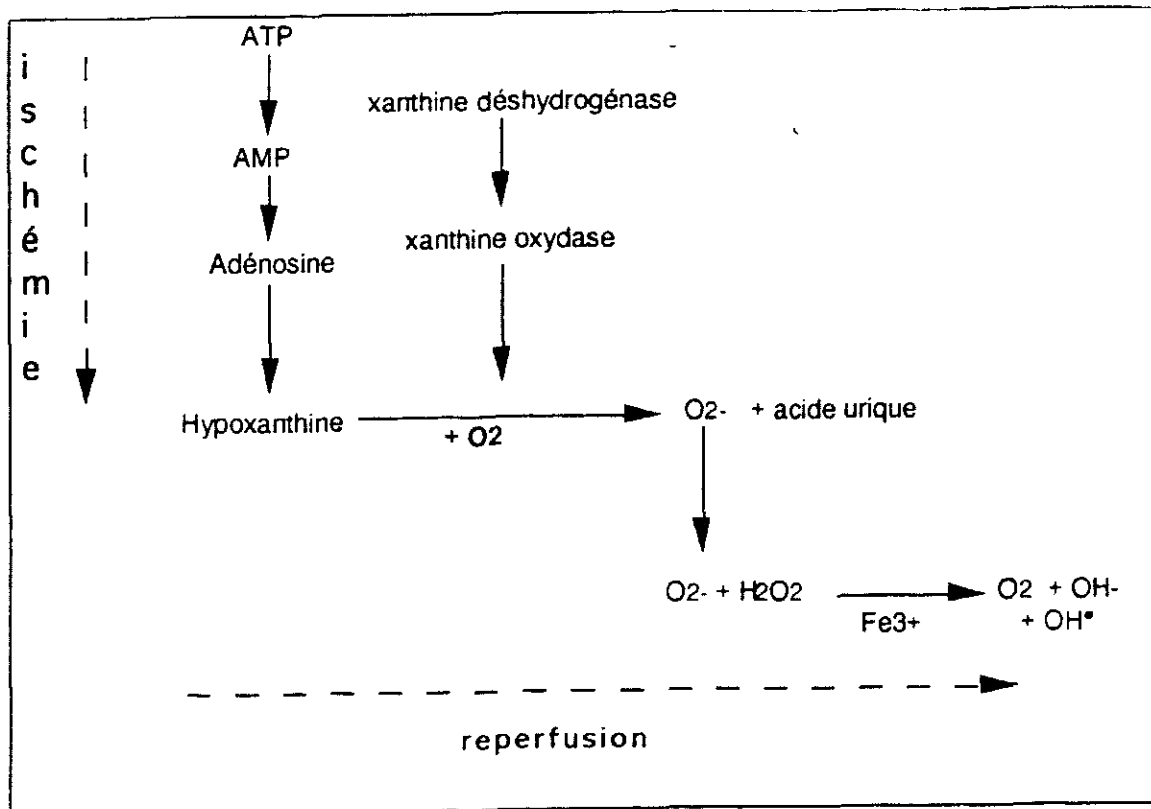 ischémie
ATP
xanthine déshydrogénase
AMP
xanthine oxydase
Adénosine
Hypoxanthine
+ O2
O2- + acide urique
O2- + H2O2
Fe3+
O2 + OH-
+ OH•
reperfusion